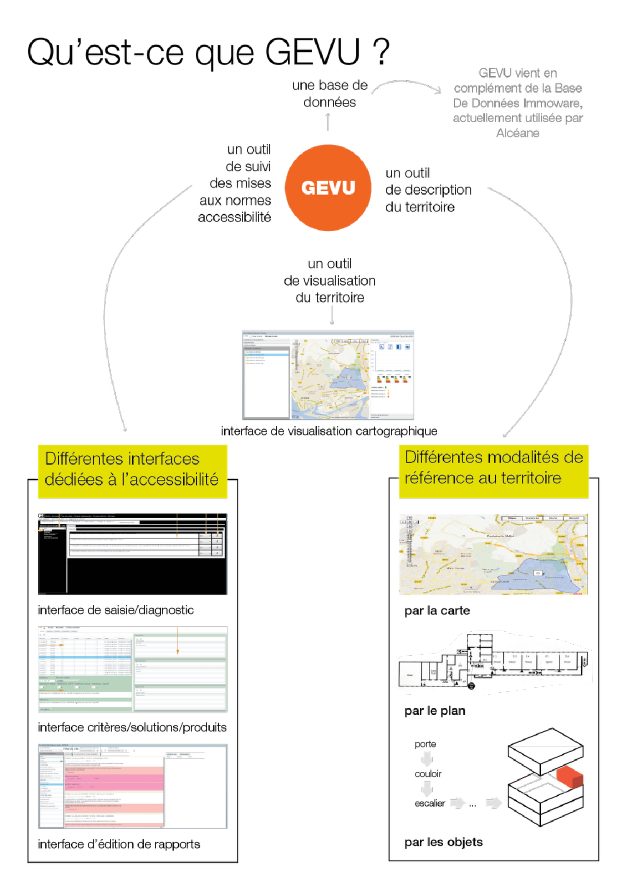 Qu'est-ce que GEVU ?
une base de
données
GEVU vient en
complément de la Base
De Données Immoware,
actuellement utilisée par
Alcéane
un outil
de suivi
des mises
aux normes
accessibilité
GEVU
un outil
de description
du territoire
un outil
de visualisation
du territoire
interface de visualisation cartographique
Différentes interfaces
dédiées à l'accessibilité
interface de saisie/diagnostic
interface critères/solutions/produits
interface d'édition de rapports
Différentes modalités de
référence au territoire
par la carte
par le plan
porte
couloir
escalier
...
par les objets